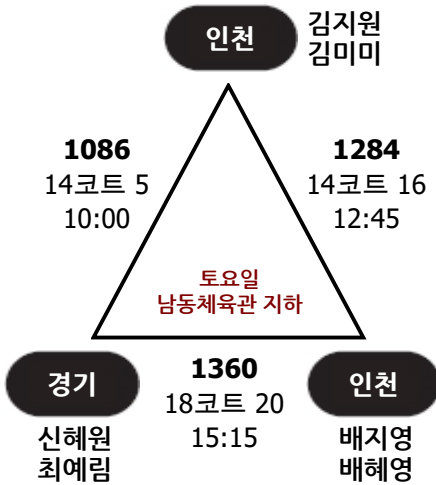 인천
김지원
김미미
1086
14코트 5
10:00
1284
14코트 16
12:45
토요일
남동체육관 지하
경기
신혜원
최예림
1360
18코트 20
15:15
인천
배지영
배혜영